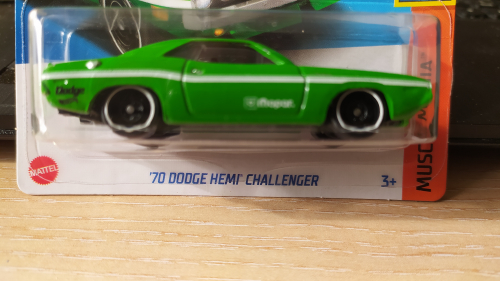 Dodge
mopar
MATTEL
'70 DODGE HEMI® CHALLENGER
3+
MUSC